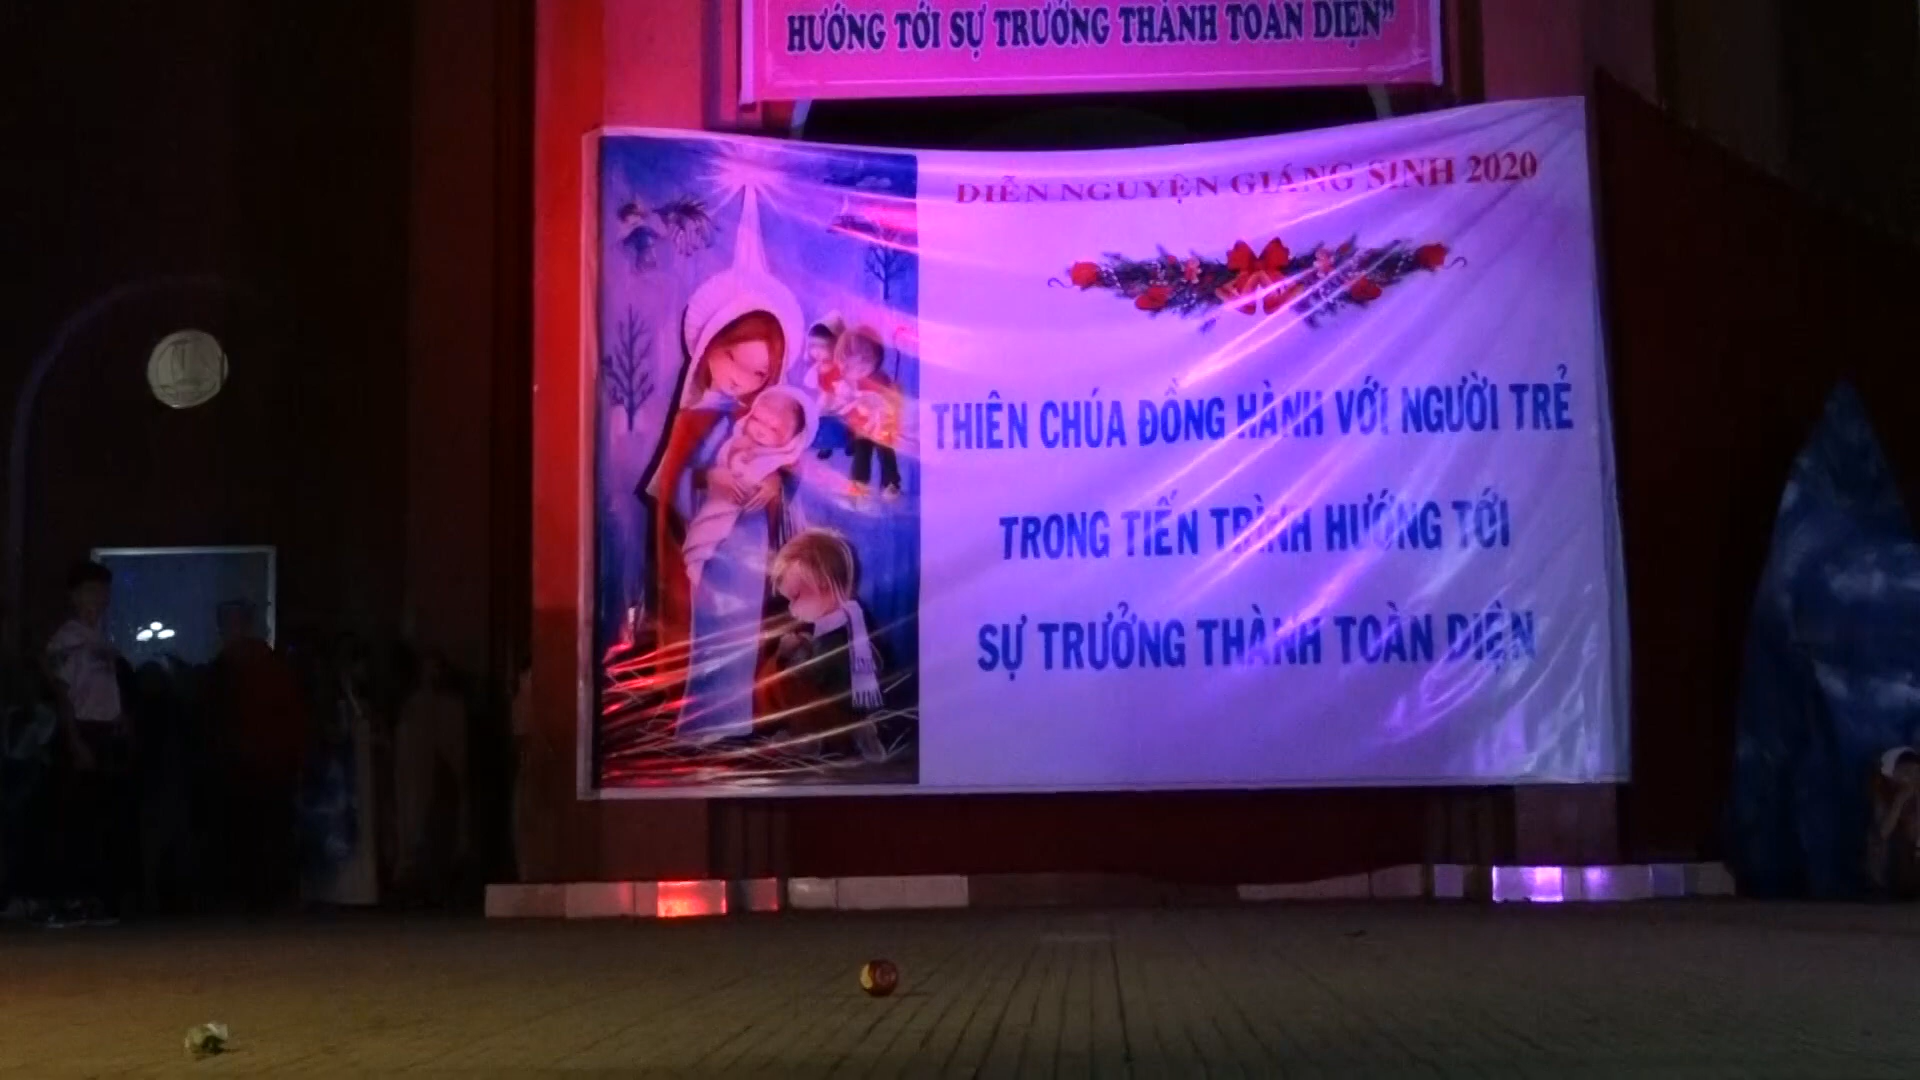 HƯỚNG TỚI SỰ TRƯỞNG THÀNH TOÀN DIỆN"
DIỄN NGUYỆN GIÁNG SINH 2020
THIÊN CHÚA ĐỒNG HÀNH VỚI NGƯỜI TRẺ
TRONG TIẾN TRÌNH HƯỚNG TỚI
SỰ TRƯỞNG THÀNH TOÀN DIỆN